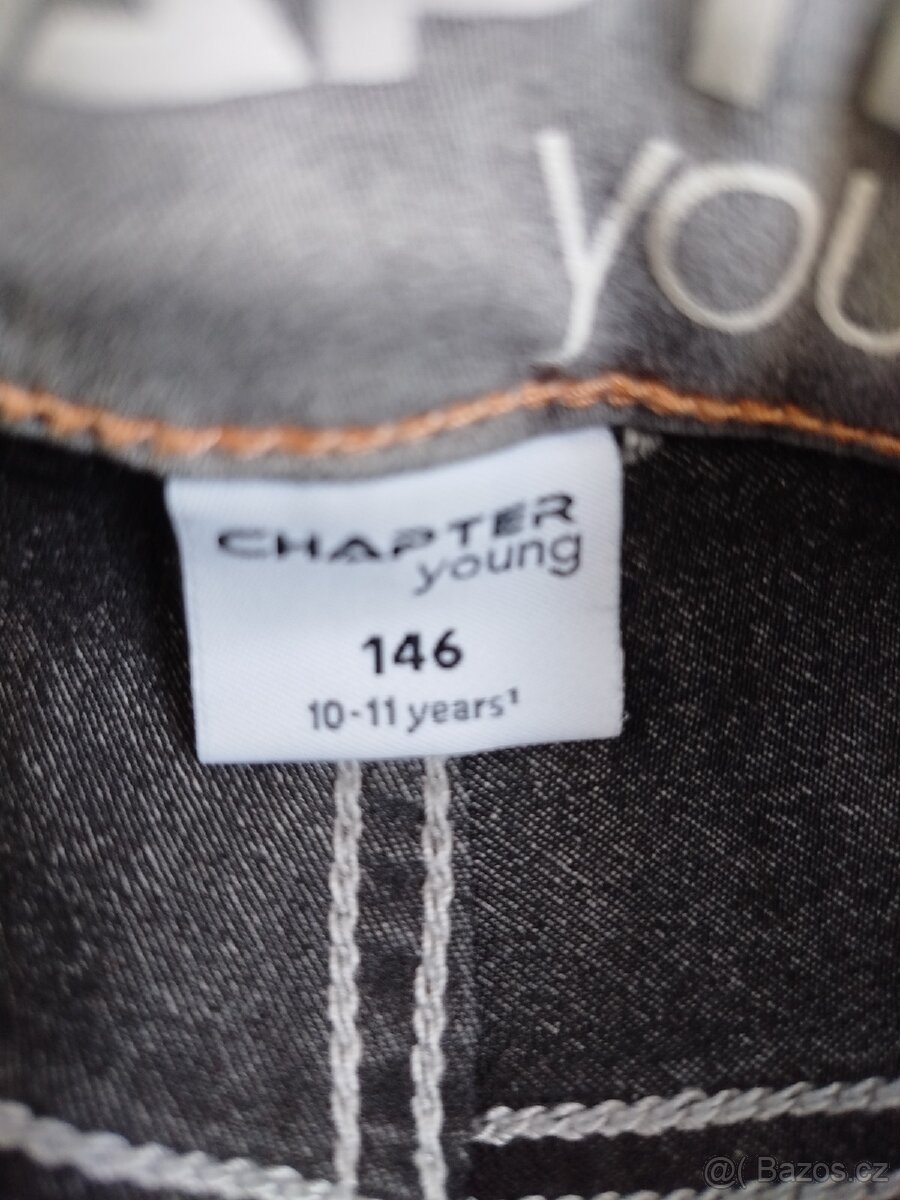 you
CHAPTER
young
146
10-11 years¹
@( Bazos.cz